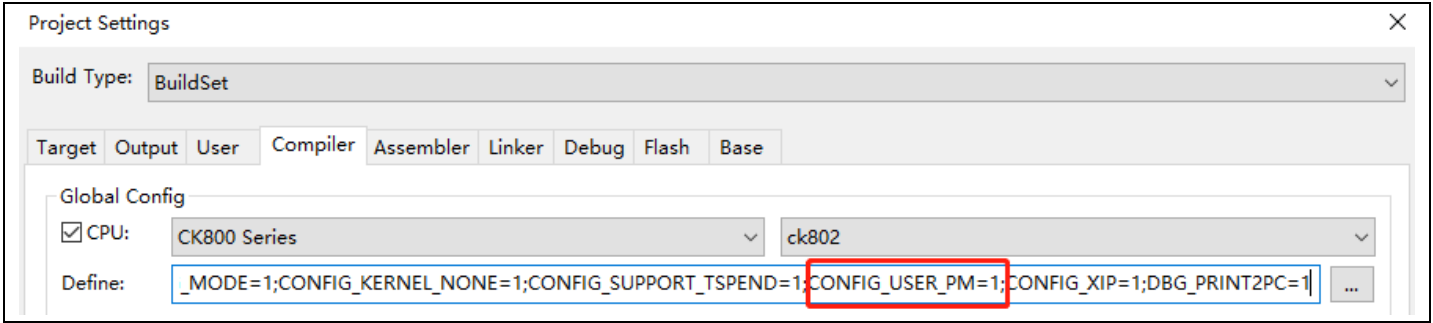 Project Settings
Build Type: BuildSet
Target Output User Compiler Assembler Linker Debug Flash Base
Global Config
CPU: CK800 Series ck802
Define: _MODE=1;CONFIG_KERNEL_NONE=1;CONFIG_SUPPORT_TSPEND=1;CONFIG_USER_PM=1;CONFIG_XIP=1;DBG_PRINT2PC=1 ...